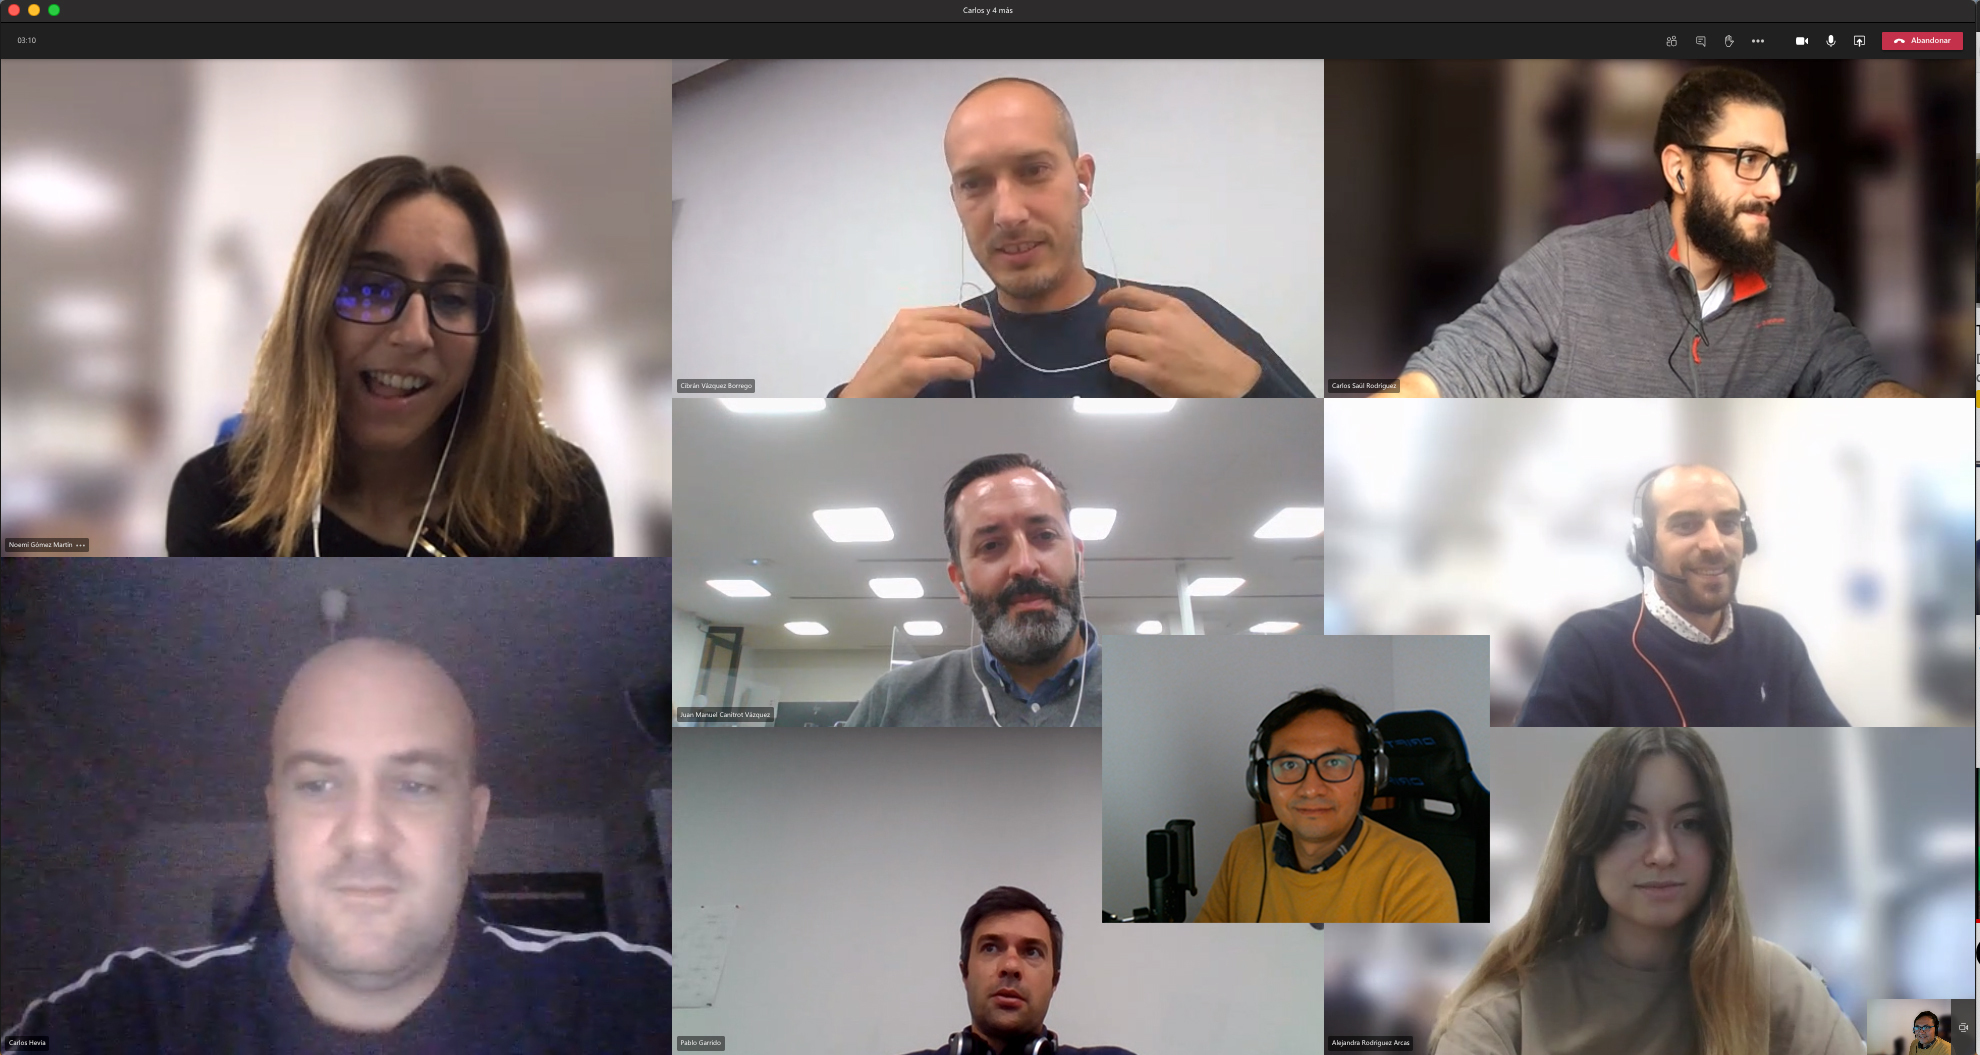 Carlos y 4 más
03:10
Abandonar
Cibrán Vázquez Borrego
Carlos Saúl Rodríguez
Noemí Gómez Martín
Juan Manuel Canitrot Vázquez
Carlos Hevia
Pablo Garrido
Alejandra Rodríguez Arcas